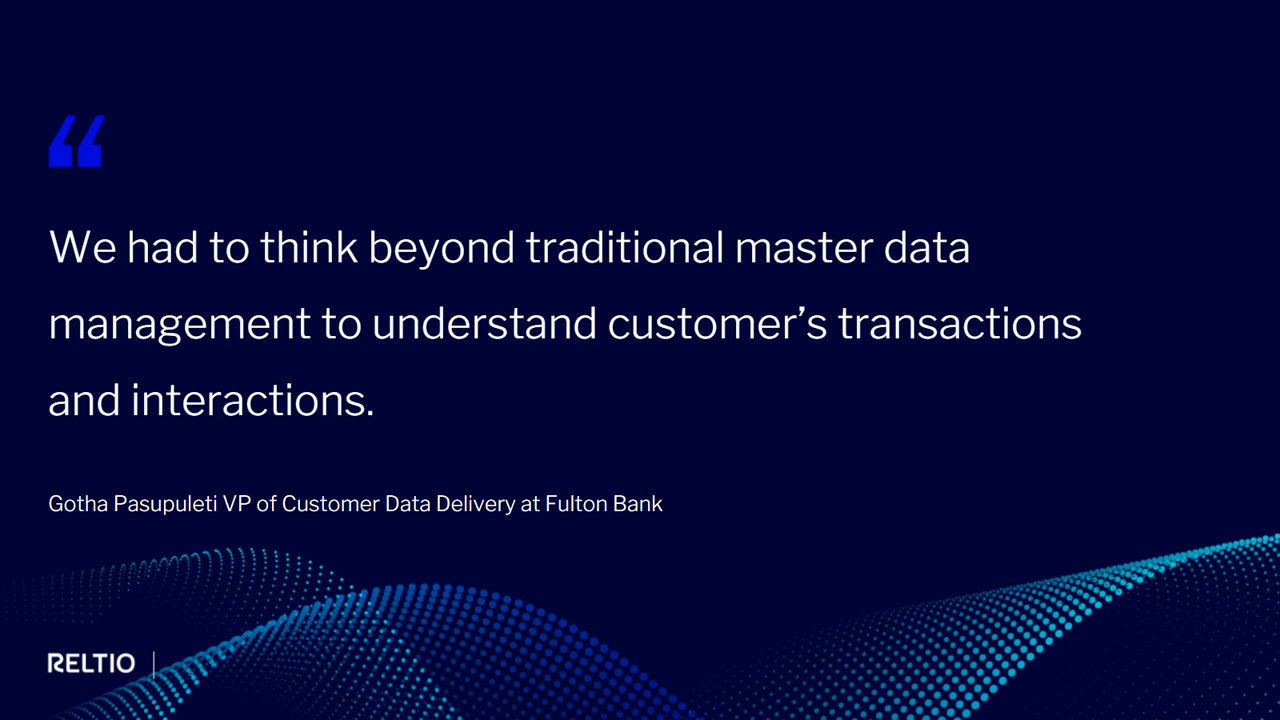 “
We had to think beyond traditional master data
management to understand customer’s transactions
and interactions.
Gotha Pasupuleti VP of Customer Data Delivery at Fulton Bank
RELTIO